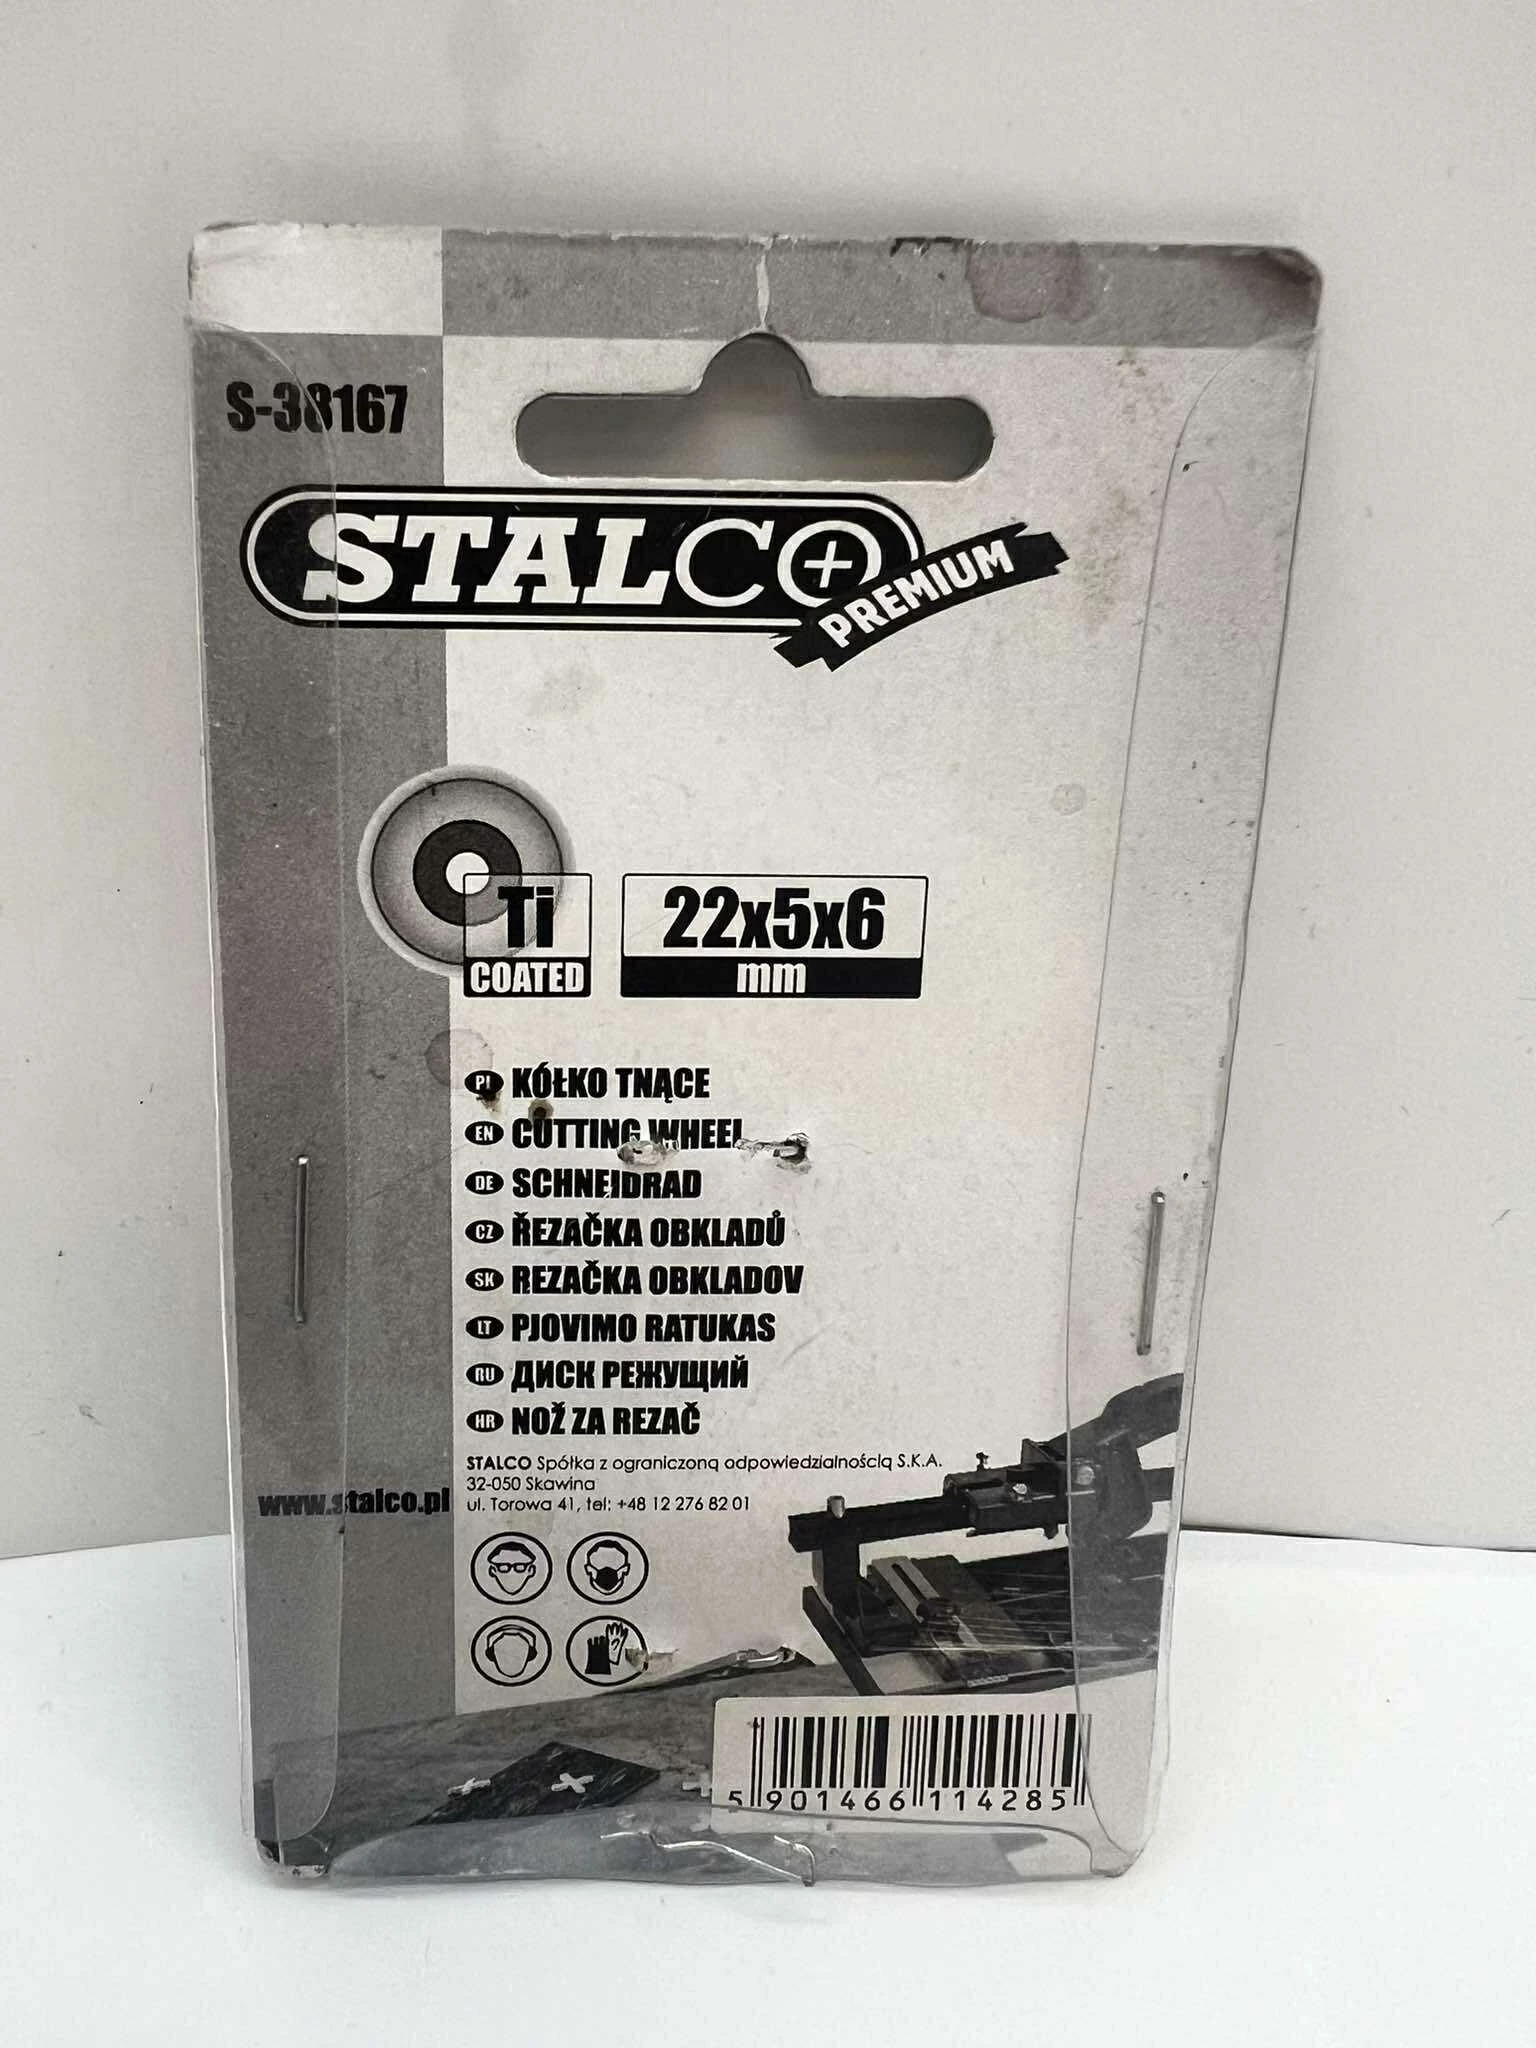 S-38167
STALCO
PREMIUM
Ti
COATED
22x5x6
mm
PL KÓŁKO TNĄCE
EN CUTTING WHEEL
DE SCHNEIDRAD
CZ ŘEZAČKA OBKLADŮ
SK REZAČKA OBKLADOV
LT PJOVIMO RATUKAS
RU ДИСК РЕЖУЩИЙ
HR NOŽ ZA REZAČ
STALCO Spółka z ograniczoną odpowiedzialnością S.K.A.
32-050 Skawina
ul. Torowa 41, tel: +48 12 276 82 01
www.stalco.pl
5 901466 114285